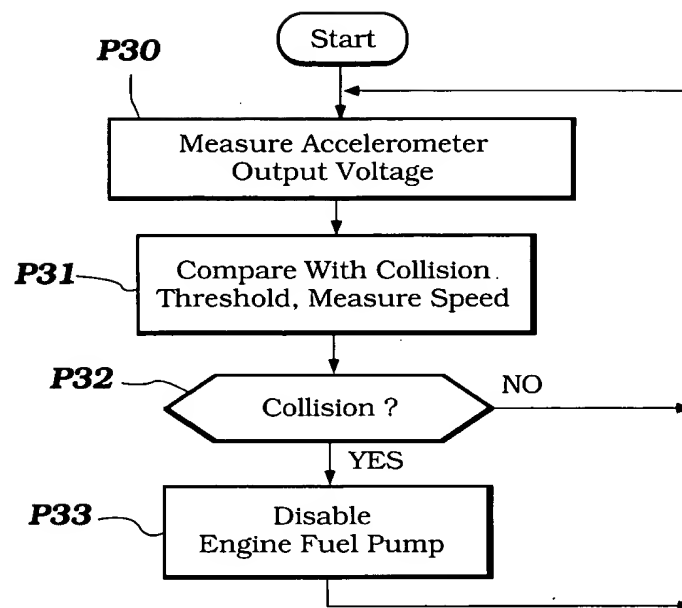 Start
P30
Measure Accelerometer
Output Voltage
P31
Compare With Collision
Threshold, Measure Speed
P32
Collision ?
NO
YES
P33
Disable
Engine Fuel Pump